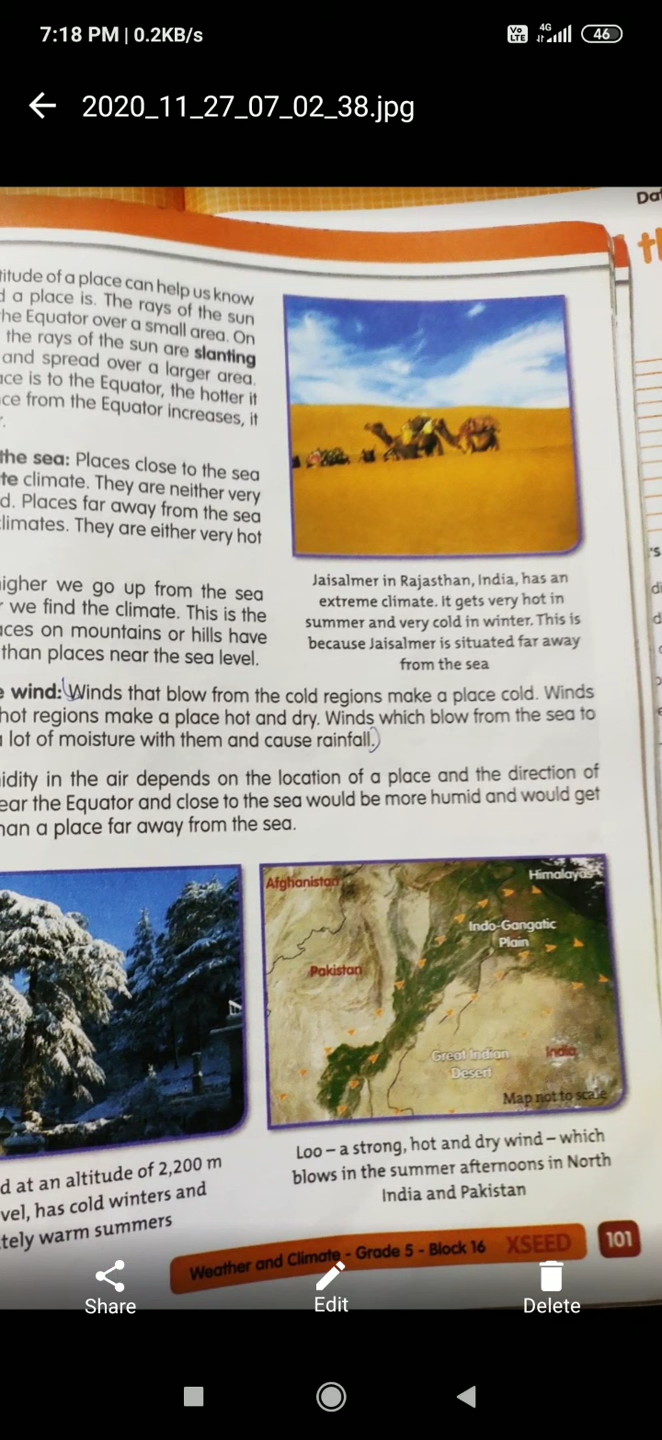 7:18 PM | 0.2KB/s
Vo LTE 4G 46
2020_11_27_07_02_38.jpg
Da
th
titude of a place can help us know
d a place is. The rays of the sun
he Equator over a small area. On
the rays of the sun are slanting
and spread over a larger area.
ace is to the Equator, the hotter it
ce from the Equator increases, it
r.
the sea: Places close to the sea
te climate. They are neither very
d. Places far away from the sea
climates. They are either very hot
Jaisalmer in Rajasthan, India, has an
extreme climate. It gets very hot in
summer and very cold in winter. This is
because Jaisalmer is situated far away
from the sea
higher we go up from the sea
r we find the climate. This is the
aces on mountains or hills have
than places near the sea level.
e wind: Winds that blow from the cold regions make a place cold. Winds
hot regions make a place hot and dry. Winds which blow from the sea to
a lot of moisture with them and cause rainfall.
idity in the air depends on the location of a place and the direction of
ear the Equator and close to the sea would be more humid and would get
han a place far away from the sea.
Afghanistan
Himalayas
Indo-Gangatic
Plain
Pakistan
Great Indian
Desert
India
Map not to scale
d at an altitude of 2,200 m
vel, has cold winters and
tely warm summers
Loo – a strong, hot and dry wind – which
blows in the summer afternoons in North
India and Pakistan
Weather and Climate - Grade 5 - Block 16 XSEED 101
Share
Edit
Delete